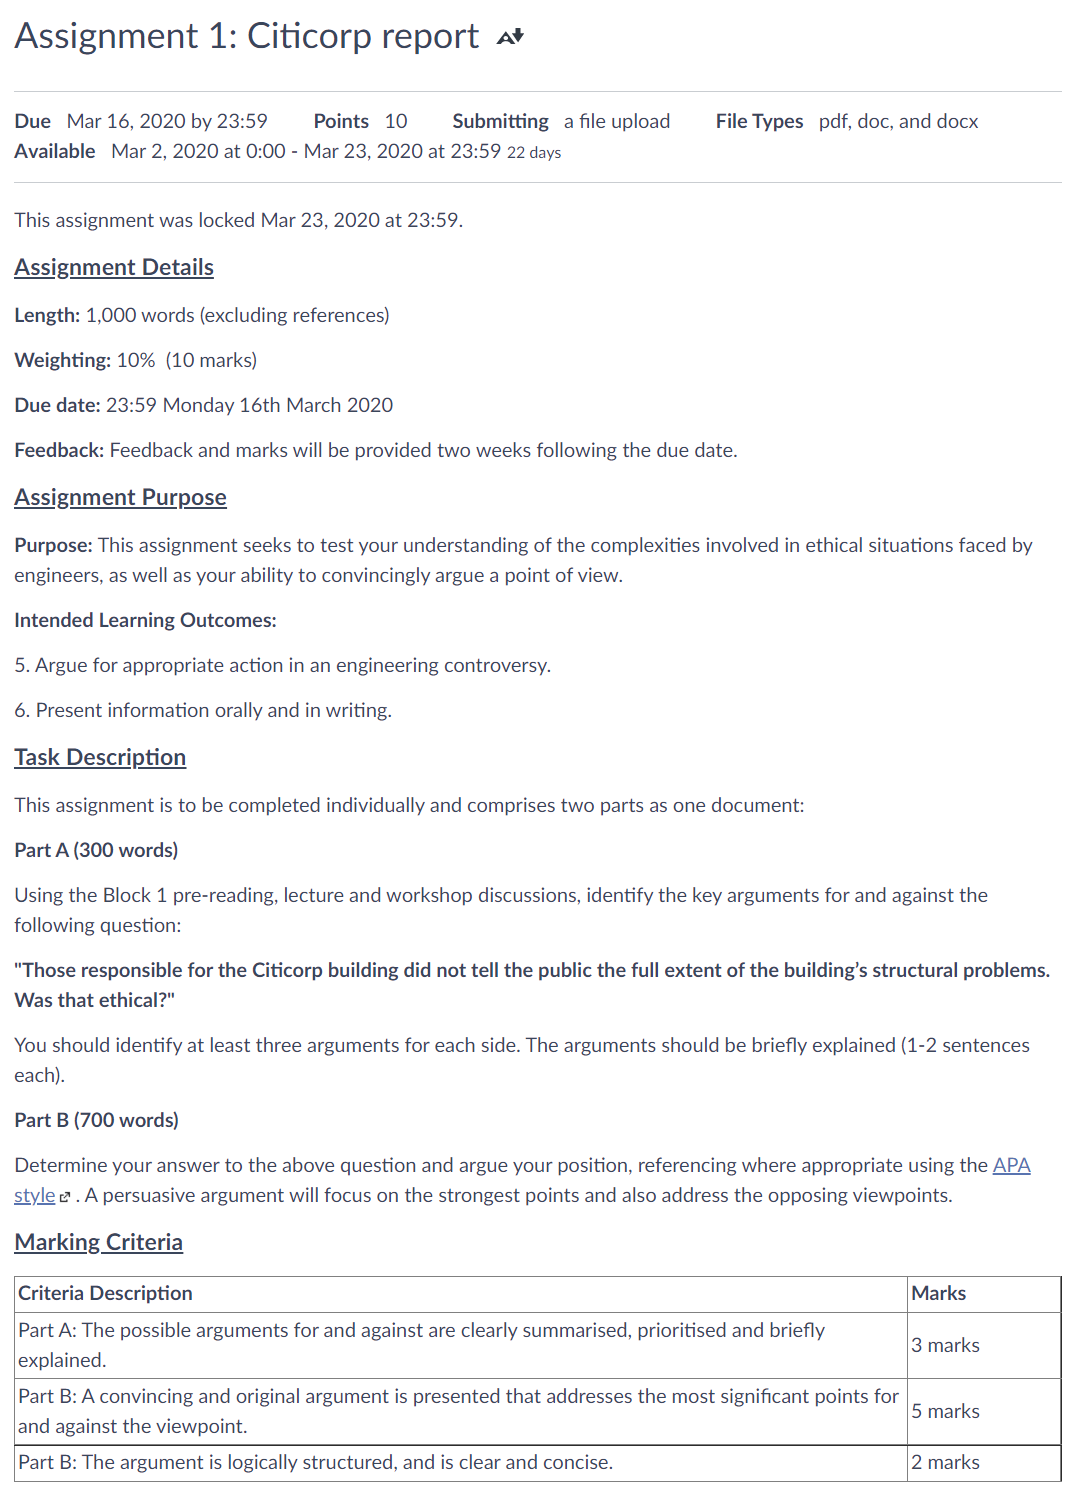 Assignment 1: Citicorp report
Due Mar 16, 2020 by 23:59 Points 10 Submitting a file upload File Types pdf, doc, and docx
Available Mar 2, 2020 at 0:00 - Mar 23, 2020 at 23:59 22 days
This assignment was locked Mar 23, 2020 at 23:59.
Assignment Details
Length: 1,000 words (excluding references)
Weighting: 10% (10 marks)
Due date: 23:59 Monday 16th March 2020
Feedback: Feedback and marks will be provided two weeks following the due date.
Assignment Purpose
Purpose: This assignment seeks to test your understanding of the complexities involved in ethical situations faced by
engineers, as well as your ability to convincingly argue a point of view.
Intended Learning Outcomes:
5. Argue for appropriate action in an engineering controversy.
6. Present information orally and in writing.
Task Description
This assignment is to be completed individually and comprises two parts as one document:
Part A (300 words)
Using the Block 1 pre-reading, lecture and workshop discussions, identify the key arguments for and against the
following question:
"Those responsible for the Citicorp building did not tell the public the full extent of the building’s structural problems.
Was that ethical?"
You should identify at least three arguments for each side. The arguments should be briefly explained (1-2 sentences
each).
Part B (700 words)
Determine your answer to the above question and argue your position, referencing where appropriate using the APA
style . A persuasive argument will focus on the strongest points and also address the opposing viewpoints.
Marking Criteria
Criteria Description Marks
Part A: The possible arguments for and against are clearly summarised, prioritised and briefly
explained.
3 marks
Part B: A convincing and original argument is presented that addresses the most significant points for
and against the viewpoint.
5 marks
Part B: The argument is logically structured, and is clear and concise. 2 marks